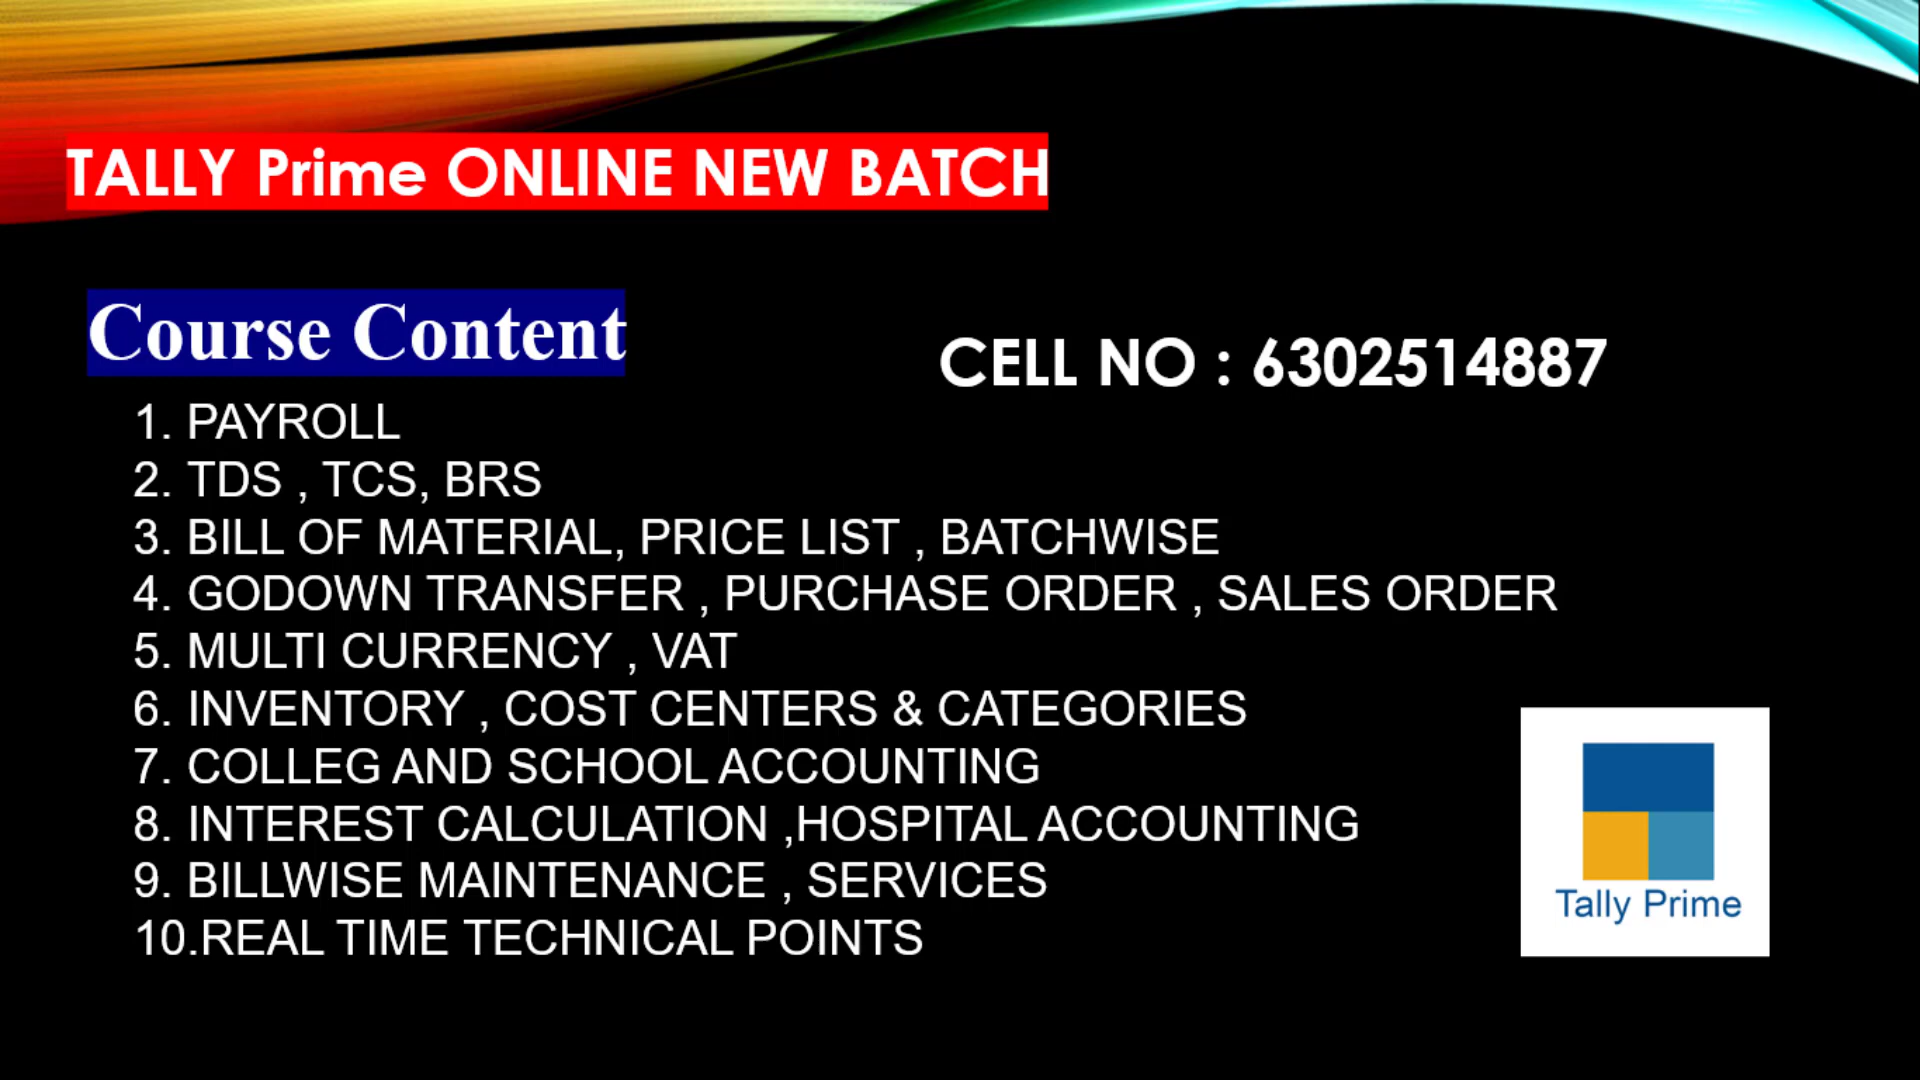 TALLY Prime ONLINE NEW BATCH
Course Content
CELL NO : 6302514887
1. PAYROLL
2. TDS , TCS, BRS
3. BILL OF MATERIAL, PRICE LIST , BATCHWISE
4. GODOWN TRANSFER , PURCHASE ORDER , SALES ORDER
5. MULTI CURRENCY , VAT
6. INVENTORY , COST CENTERS & CATEGORIES
7. COLLEG AND SCHOOL ACCOUNTING
8. INTEREST CALCULATION ,HOSPITAL ACCOUNTING
9. BILLWISE MAINTENANCE , SERVICES
10.REAL TIME TECHNICAL POINTS
Tally Prime